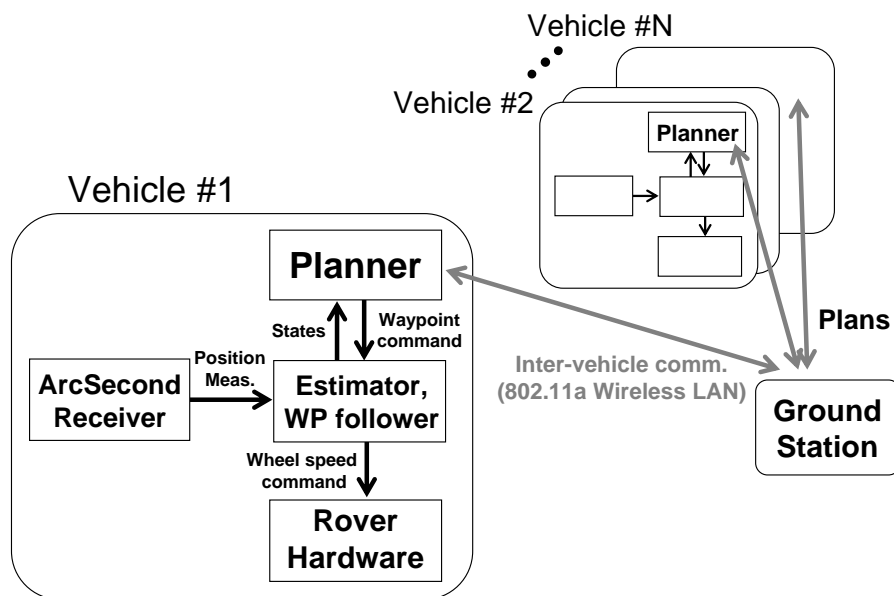 Vehicle #N
Vehicle #2
Planner
Vehicle #1
Planner
States
Waypoint
command
Plans
Position
Meas.
ArcSecond
Receiver
Estimator,
WP follower
Inter-vehicle comm.
(802.11a Wireless LAN)
Ground
Station
Wheel speed
command
Rover
Hardware